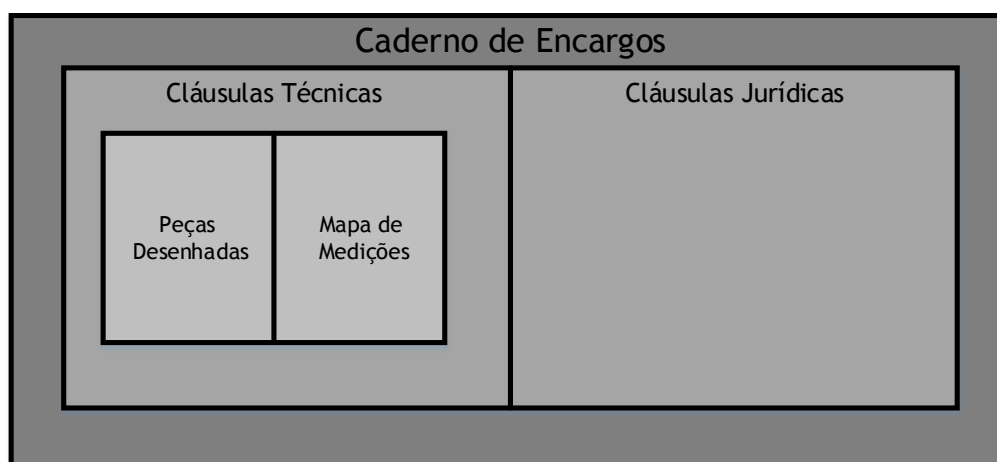 Caderno de Encargos
Cláusulas Técnicas
Cláusulas Jurídicas
Peças
Desenhadas
Mapa de
Medições